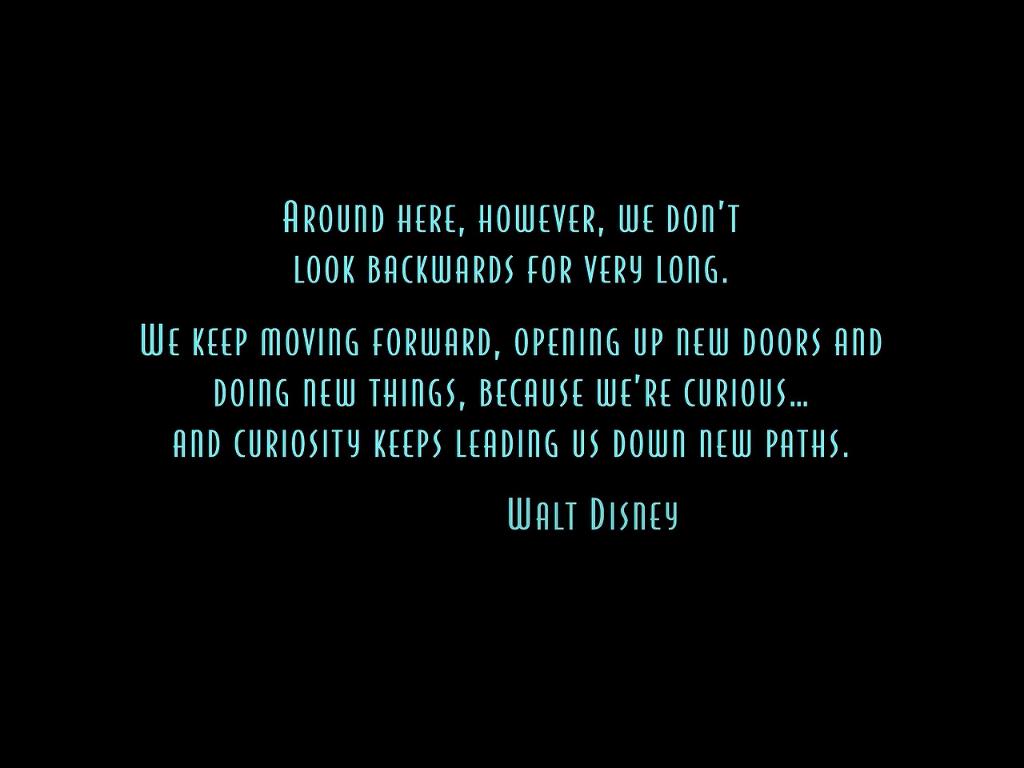 Around here, however, we don't
look backwards for very long.
We keep moving forward, opening up new doors and
doing new things, because we're curious...
and curiosity keeps leading us down new paths.
Walt Disney